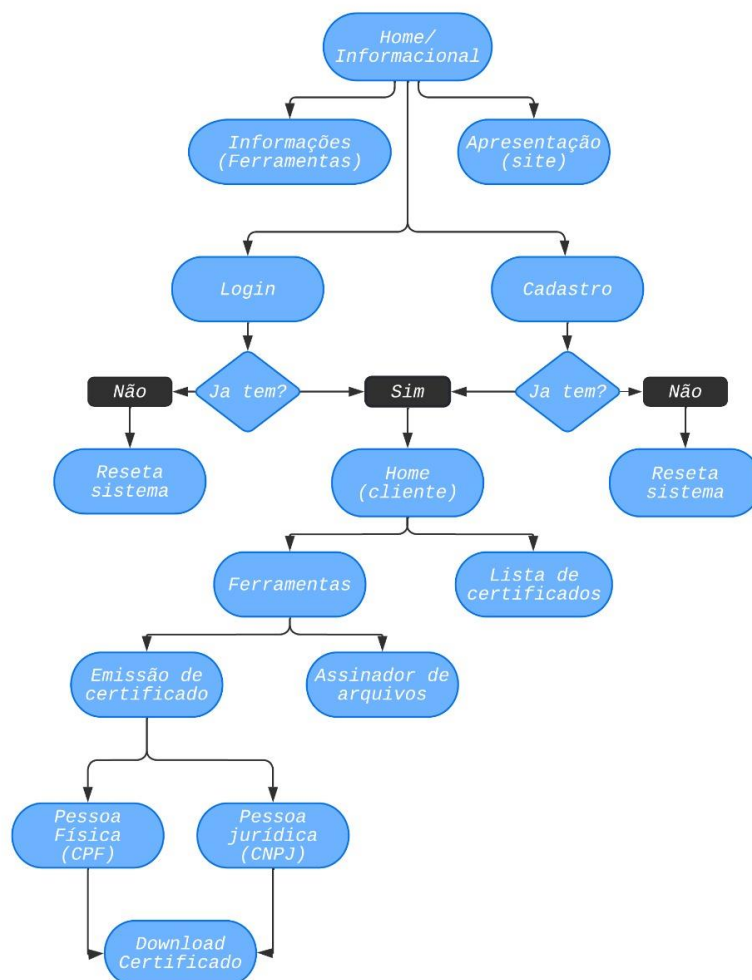 Home/
Informacional
Informações
(Ferramentas)
Apresentação
(site)
Login
Cadastro
Não
Ja tem?
Sim
Ja tem?
Não
Reseta
sistema
Home
(cliente)
Reseta
sistema
Ferramentas
Lista de
certificados
Emissão de
certificado
Assinador de
arquivos
Pessoa
Física
(CPF)
Pessoa
jurídica
(CNPJ)
Download
Certificado